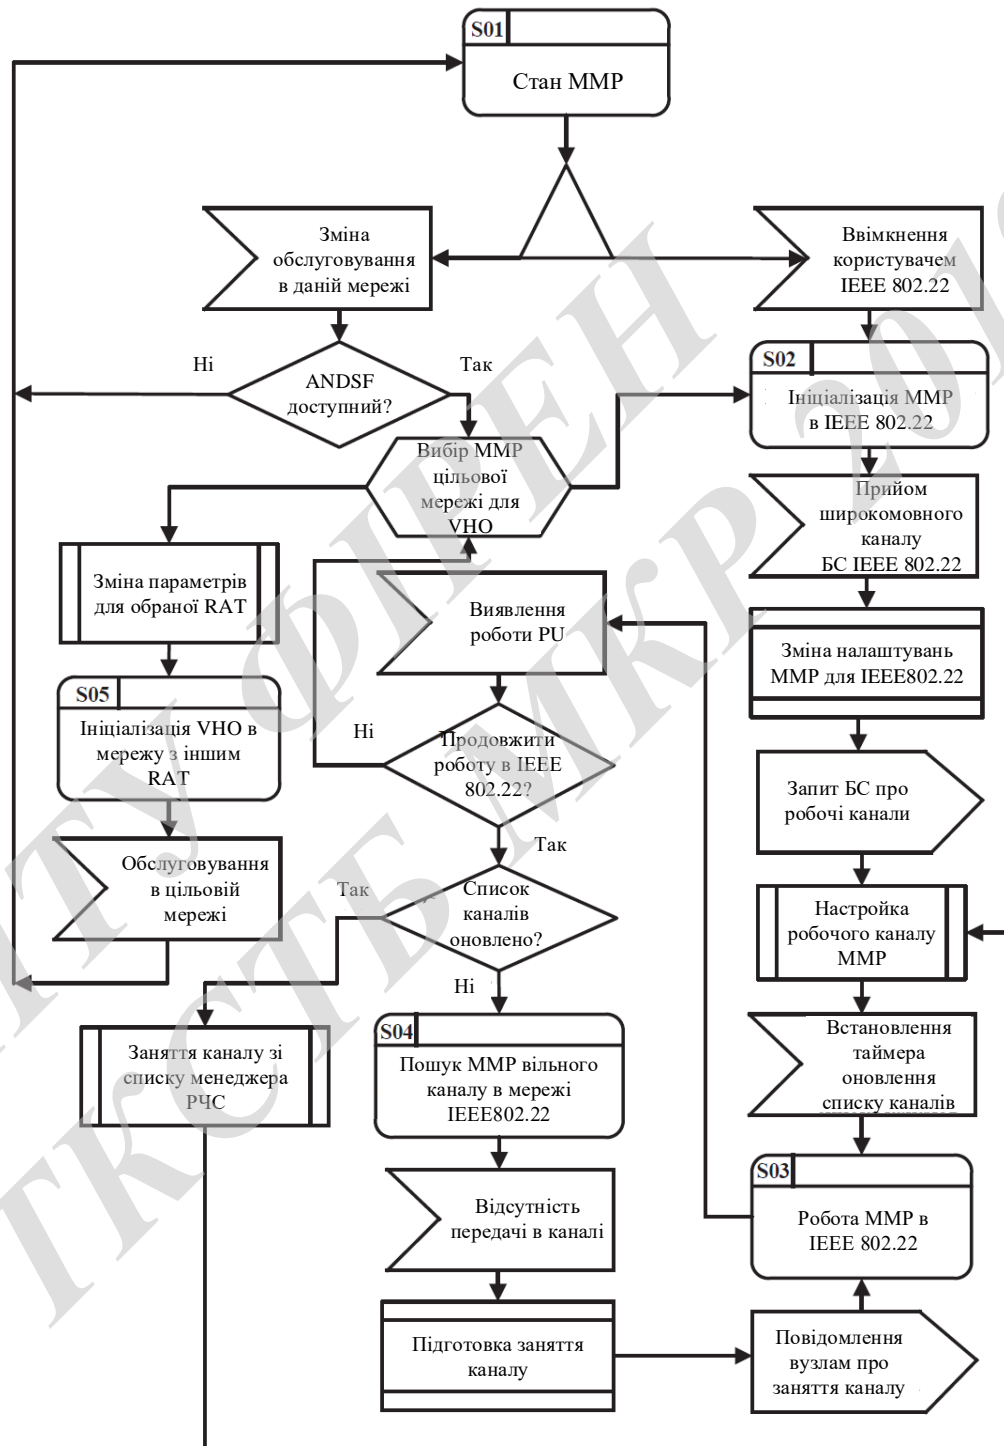 S01
Стан ММР
Зміна
обслуговування
в даній мережі
Ввімкнення
користувачем
IEEE 802.22
Ні
Так
ANDSF
доступний?
S02
Ініціалізація ММР
в IEEE 802.22
Вибір ММР
цільової
мережі для
VHO
Прийом
широкомовного
каналу
БС IEEE 802.22
Зміна параметрів
для обраної RAT
Виявлення
роботи PU
Зміна налаштувань
ММР для IEEE802.22
S05
Ініціалізація VHO в
мережу з іншим
RAT
Ні
Продовжити
роботу в IEEE
802.22?
Запит БС про
робочі канали
Так
Обслуговування
в цільовій
мережі
Так
Список
каналів
оновлено?
Настройка
робочого каналу
ММР
Ні
S04
Пошук ММР вільного
каналу в мережі
IEEE802.22
Заняття каналу зі
списку менеджера
РЧС
Встановлення
таймера
оновлення
списку каналів
S03
Робота ММР в
IEEE 802.22
Відсутність
передачі в каналі
Підготовка заняття
каналу
Повідомлення
вузлам про
заняття каналу
НТУ ФІРЕН
ТКСТБ МКР 201